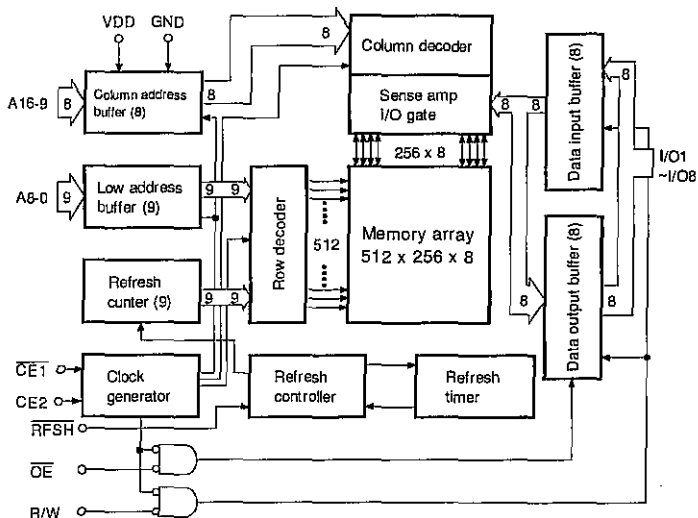 VDD GND
A16-9
8
Column address
buffer (8)
8
8
Column decoder
Sense amp
I/O gate
8
8
Data input buffer (8)
8
I/O1
~I/O8
A8-0
9
Low address
buffer (9)
9
9
Row decoder
512
256 x 8
Memory array
512 x 256 x 8
8
Data output buffer (8)
8
Refresh
cunter (9)
9
9
CE1
CE2
Clock
generator
Refresh
controller
Refresh
timer
RFSH
OE
R/W